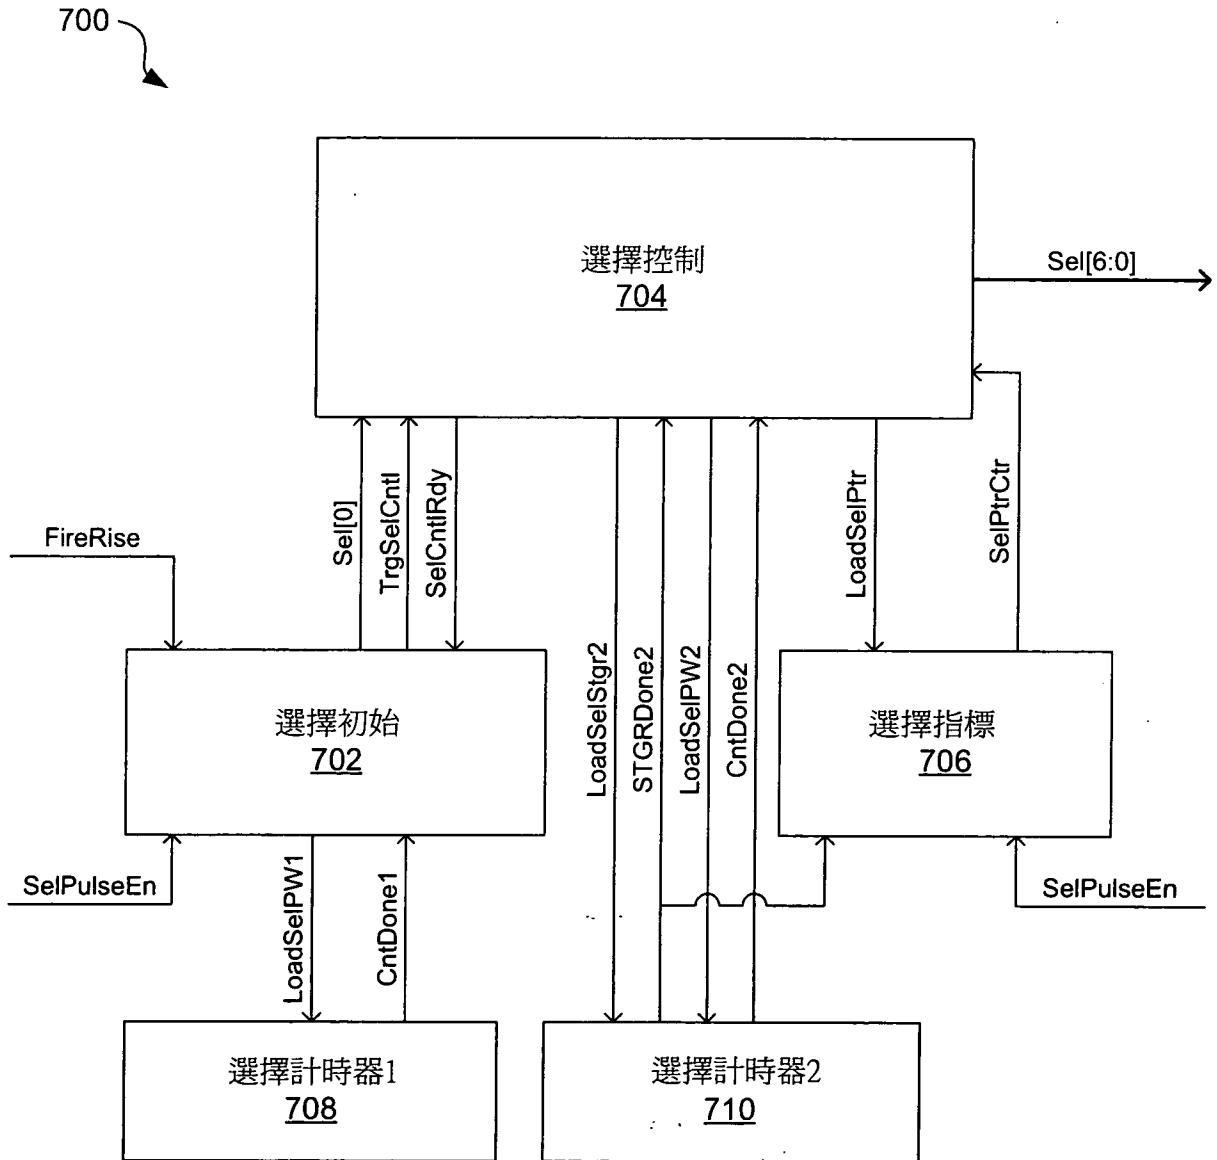 700
選擇控制
704
Sel[6:0]
Sel[0]
TrgSelCntl
SelCntlRdy
LoadSelStgr2
STGRDone2
LoadSelPW2
CntDone2
LoadSelPtr
SelPtrCtr
FireRise
選擇初始
702
選擇指標
706
SelPulseEn
LoadSelPW1
CntDone1
SelPulseEn
選擇計時器1
708
選擇計時器2
710